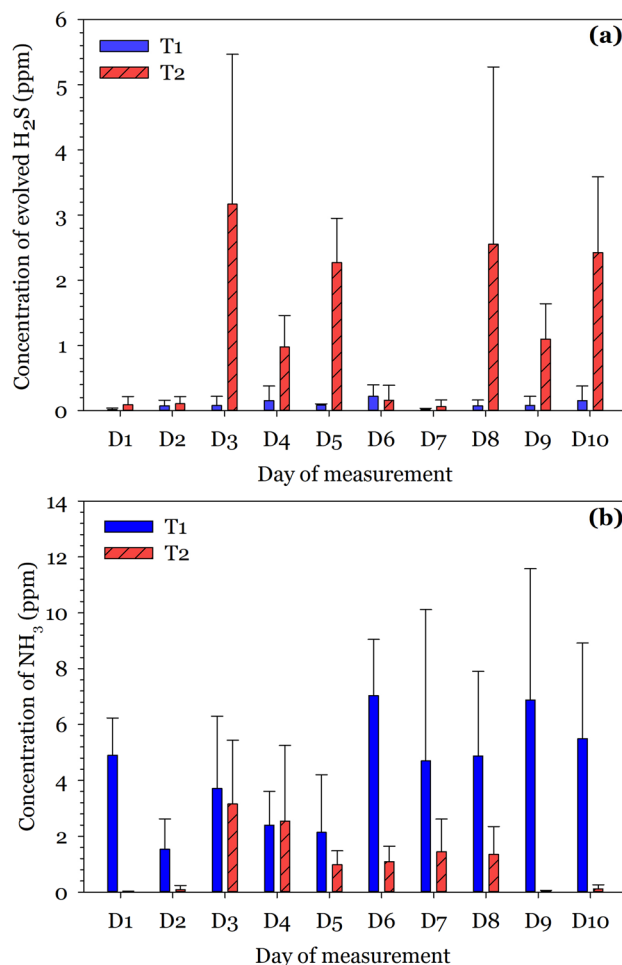 (a)
T1
T2
Concentration of evolved H2S (ppm)
6
5
4
3
2
1
0
D1 D2 D3 D4 D5 D6 D7 D8 D9 D10
Day of measurement
(b)
T1
T2
Concentration of NH3 (ppm)
14
12
10
8
6
4
2
0
D1 D2 D3 D4 D5 D6 D7 D8 D9 D10
Day of measurement